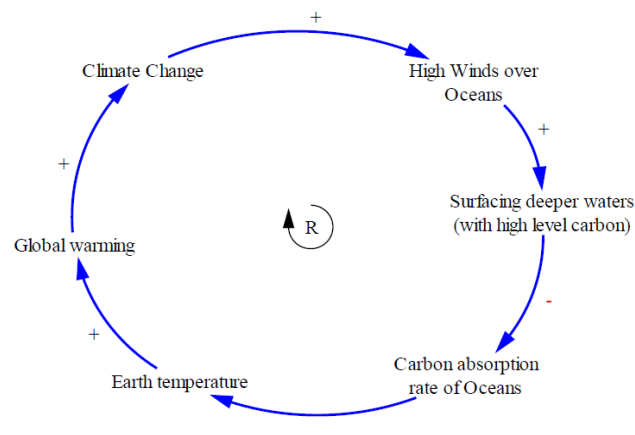 +
Climate Change
High Winds over
Oceans
+
+
Surfacing deeper waters
(with high level carbon)
R
Global warming
-
+
Carbon absorption
rate of Oceans
Earth temperature